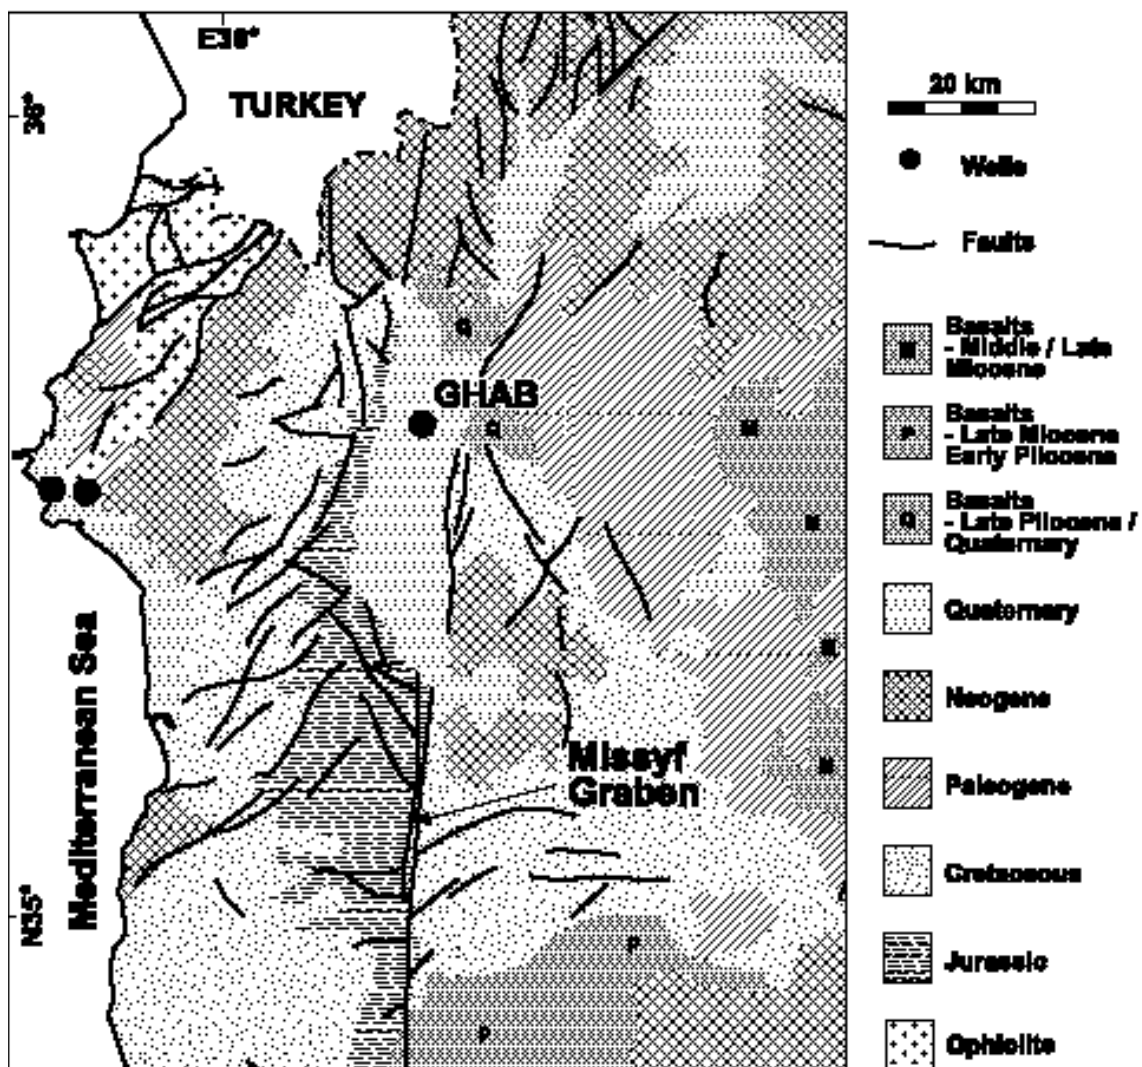 E36°
TURKEY
36°
GHAB
Q
Q
Missyf
Graben
Mediterranean Sea
N35°
P
P
20 km
Wells
Faults
Basalts
- Middle / Late
Miocene
P
Basalts
- Late Miocene
Early Pliocene
Q
Basalts
- Late Pliocene /
Quaternary
Quaternary
Neogene
Paleogene
Cretaceous
Jurassic
Ophiolite